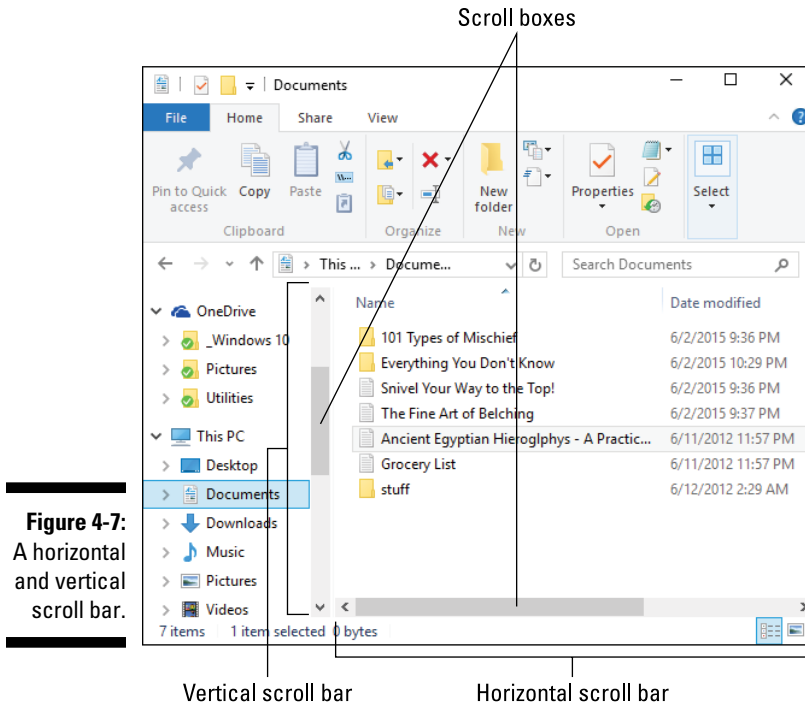 Scroll boxes
Documents
File Home Share View
Pin to Quick access
Copy
Paste
Clipboard
Organize
New folder
New
Properties
Open
Select
This ... Docume...
Search Documents
OneDrive
_Windows 10
Pictures
Utilities
This PC
Desktop
Documents
Downloads
Music
Pictures
Videos
Name Date modified
101 Types of Mischief 6/2/2015 9:36 PM
Everything You Don't Know 6/2/2015 10:29 PM
Snivel Your Way to the Top! 6/2/2015 9:36 PM
The Fine Art of Belching 6/2/2015 9:37 PM
Ancient Egyptian Hieroglphys - A Practic... 6/11/2012 11:57 PM
Grocery List 6/11/2012 11:57 PM
stuff 6/12/2012 2:29 AM
7 items 1 item selected 0 bytes
Figure 4-7:
A horizontal
and vertical
scroll bar.
Vertical scroll bar
Horizontal scroll bar